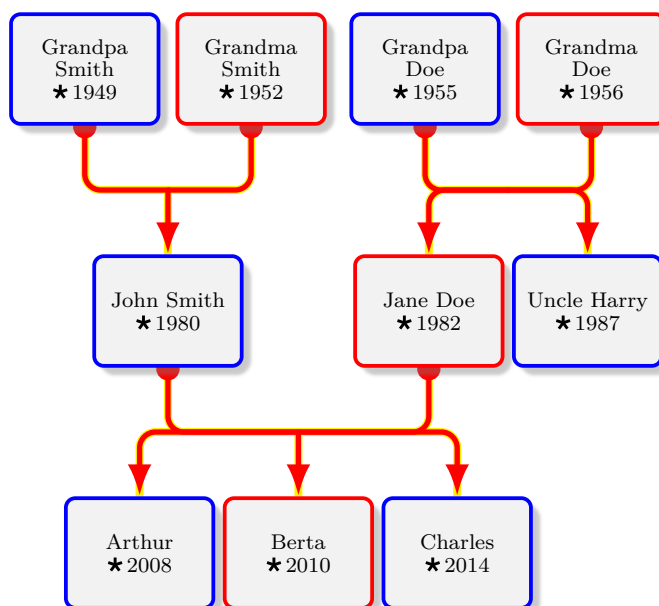 Grandpa
Smith
★ 1949
Grandma
Smith
★ 1952
Grandpa
Doe
★ 1955
Grandma
Doe
★ 1956
John Smith
★ 1980
Jane Doe
★ 1982
Uncle Harry
★ 1987
Arthur
★ 2008
Berta
★ 2010
Charles
★ 2014